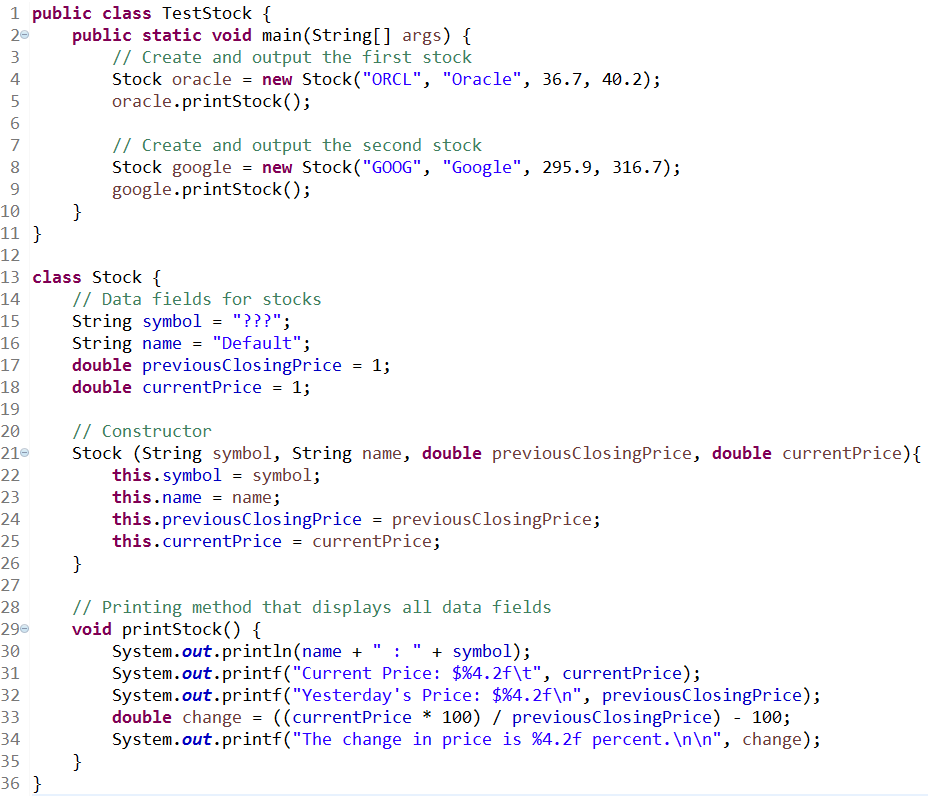 1 public class TestStock {
2 public static void main(String[] args) {
3 // Create and output the first stock
4 Stock oracle = new Stock("ORCL", "Oracle", 36.7, 40.2);
5 oracle.printStock();
6
7 // Create and output the second stock
8 Stock google = new Stock("GOOG", "Google", 295.9, 316.7);
9 google.printStock();
10 }
11 }
12
13 class Stock {
14 // Data fields for stocks
15 String symbol = "???";
16 String name = "Default";
17 double previousClosingPrice = 1;
18 double currentPrice = 1;
19
20 // Constructor
21 Stock (String symbol, String name, double previousClosingPrice, double currentPrice){
22 this.symbol = symbol;
23 this.name = name;
24 this.previousClosingPrice = previousClosingPrice;
25 this.currentPrice = currentPrice;
26 }
27
28 // Printing method that displays all data fields
29 void printStock() {
30 System.out.println(name + " : " + symbol);
31 System.out.printf("Current Price: $%4.2f\t", currentPrice);
32 System.out.printf("Yesterday's Price: $%4.2f\n", previousClosingPrice);
33 double change = ((currentPrice * 100) / previousClosingPrice) - 100;
34 System.out.printf("The change in price is %4.2f percent.\n\n", change);
35 }
36 }